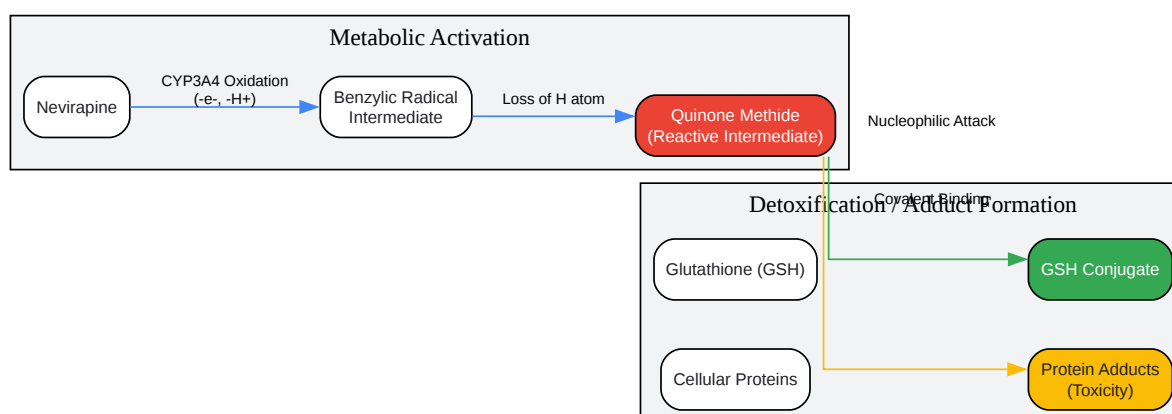 Metabolic Activation
Nevirapine
CYP3A4 Oxidation
(-e-, -H+)
Benzylic Radical
Intermediate
Loss of H atom
Quinone Methide
(Reactive Intermediate)
Nucleophilic Attack
Covalent Binding
Detoxification / Adduct Formation
Glutathione (GSH)
GSH Conjugate
Cellular Proteins
Protein Adducts
(Toxicity)